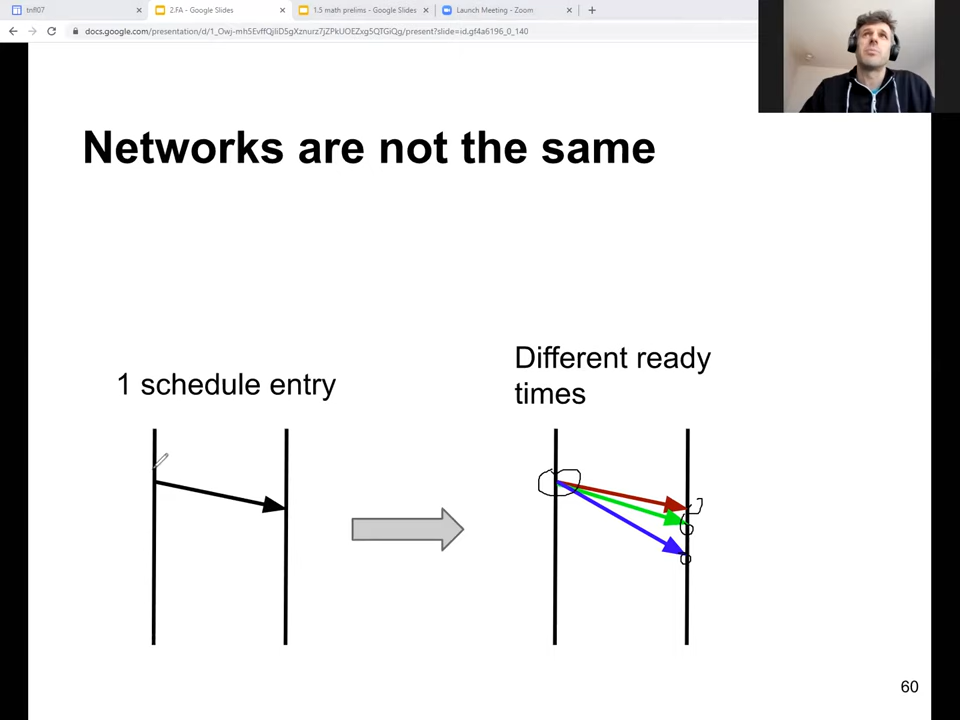 tnfl07
2.FA - Google Slides
1.5 math prelims - Google Slides
Launch Meeting - Zoom
docs.google.com/presentation/d/1_Owj-mh5EvffQjIiD5gXznurz7jZPkUOEZxg5QTGiQg/present?slide=id.gf4a6196_0_140
Networks are not the same
1 schedule entry
Different ready
times
60